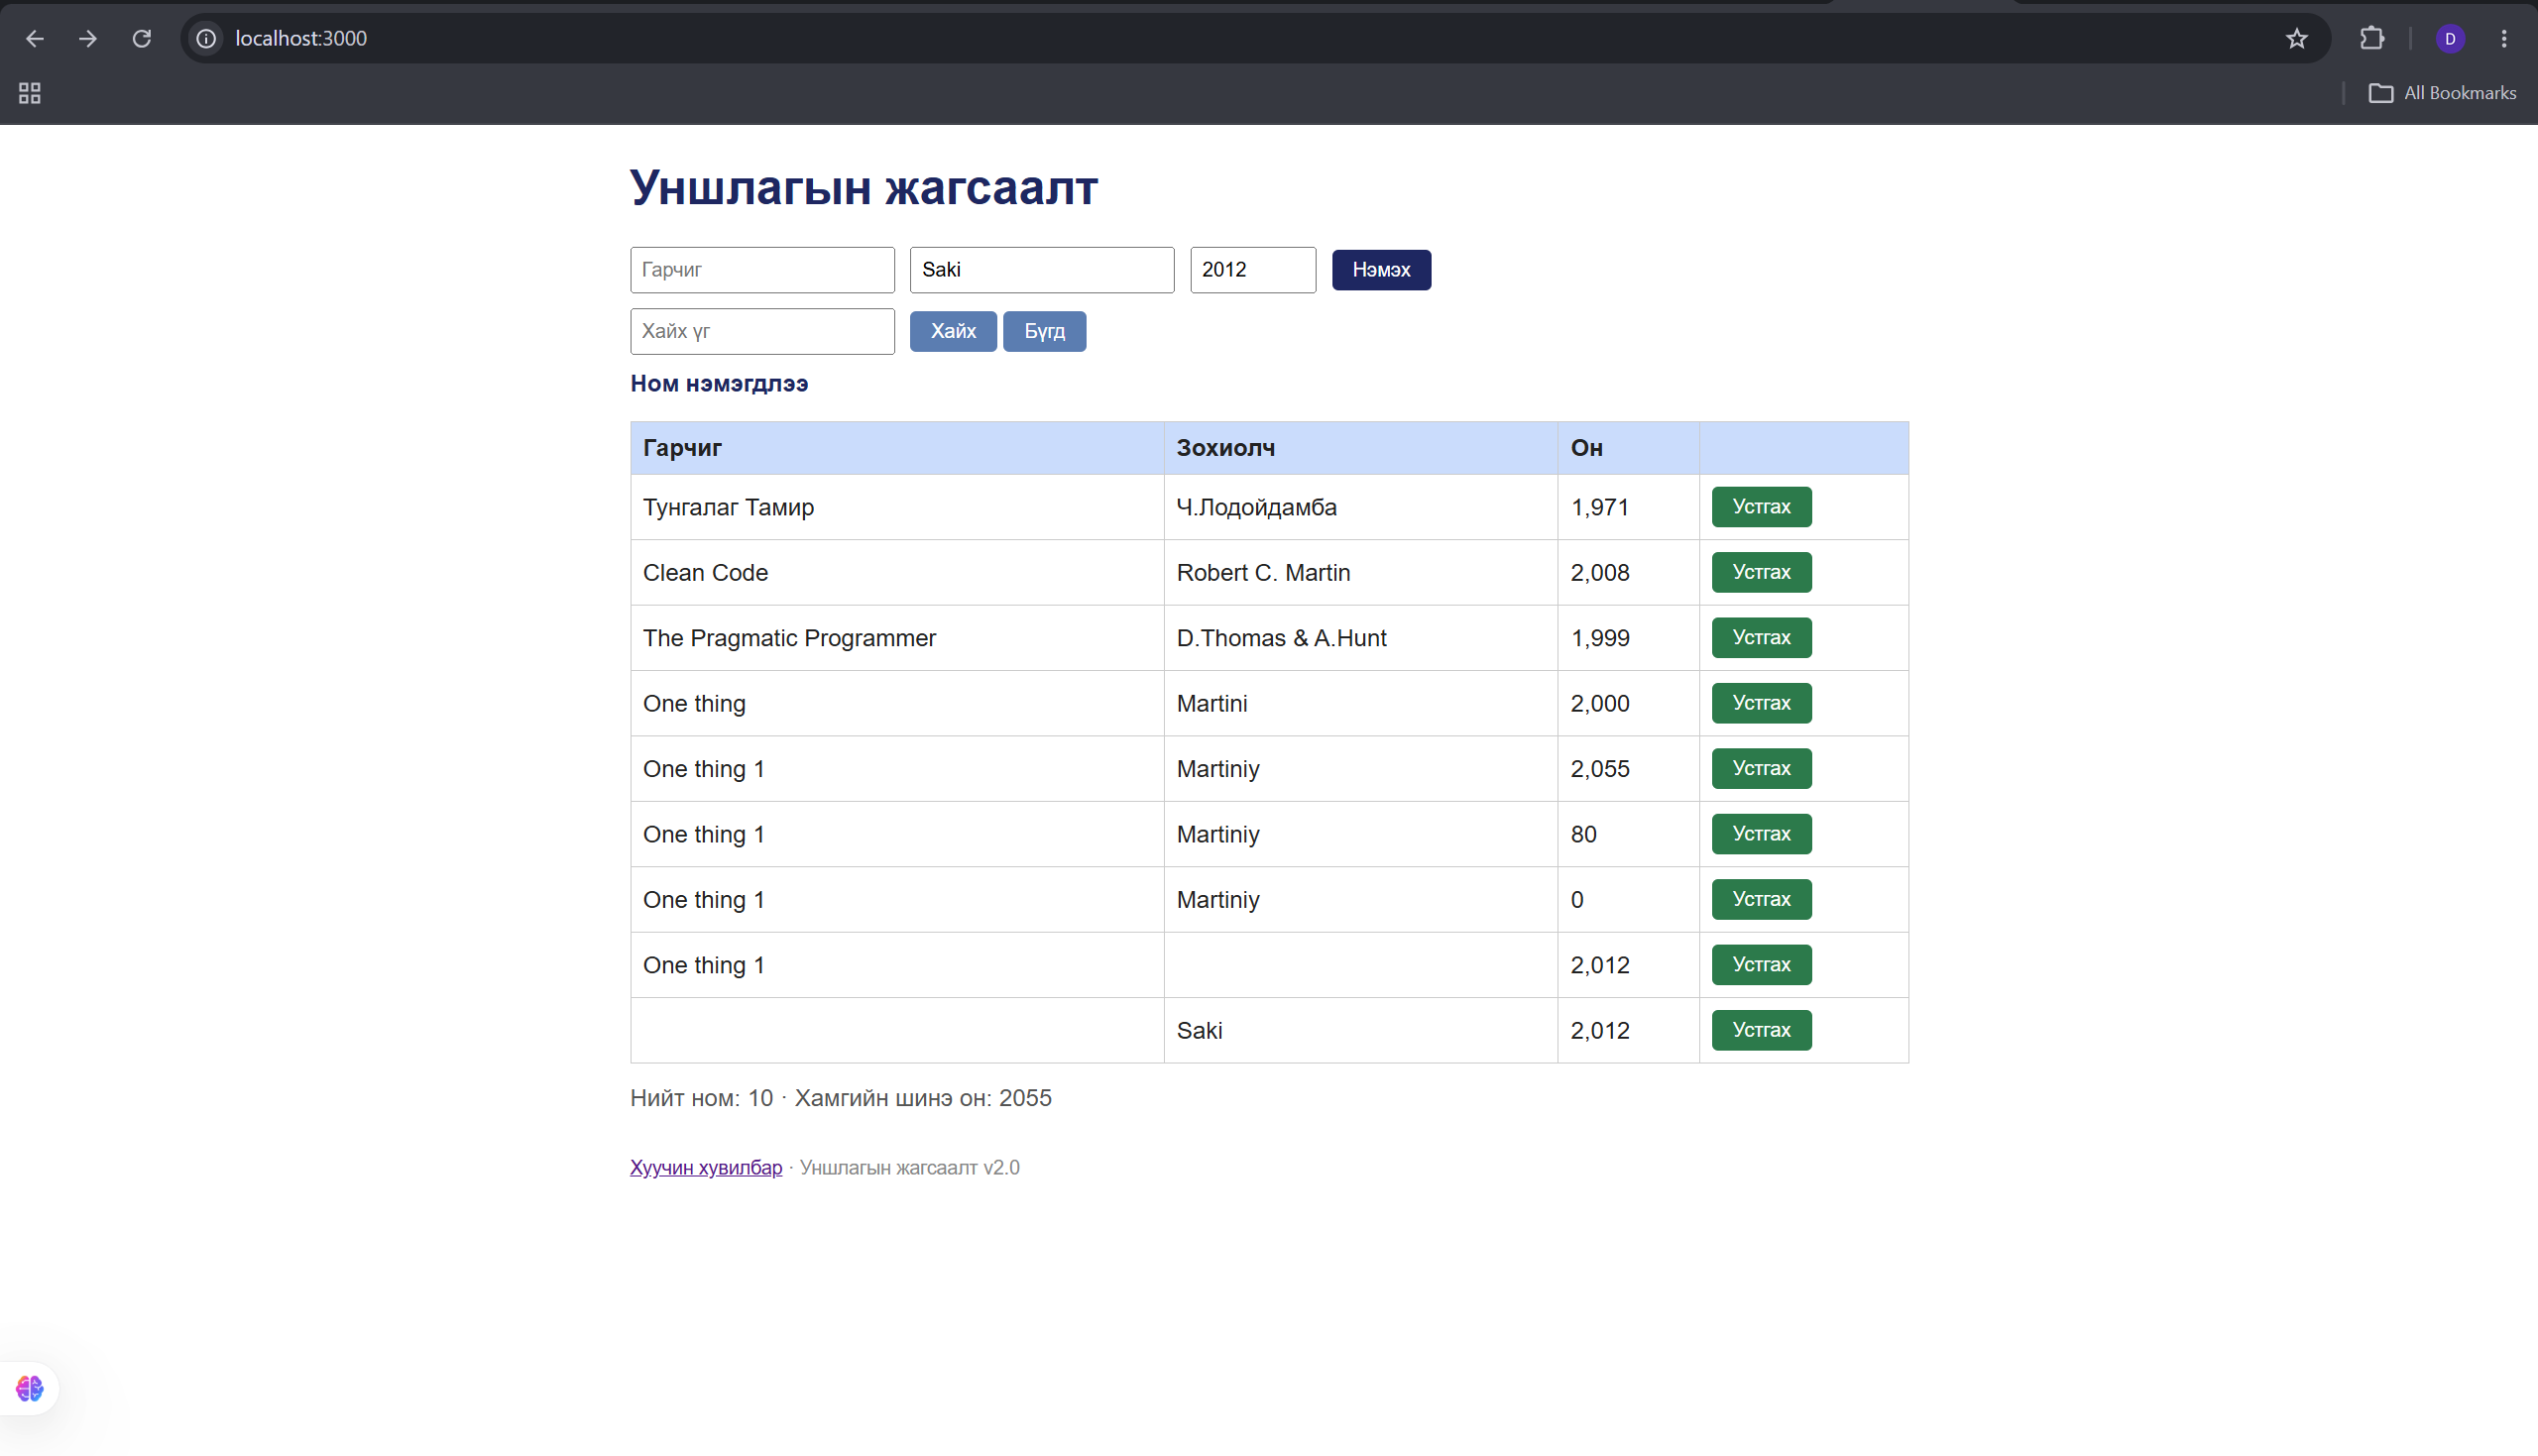 localhost:3000
D
All Bookmarks
Уншлагын жагсаалт
Гарчиг Saki 2012 Нэмэх
Хайх үг Хайх Бүгд
Ном нэмэгдлээ
Гарчиг Зохиолч Он
Тунгалаг Тамир Ч.Лодойдамба 1,971 Устгах
Clean Code Robert C. Martin 2,008 Устгах
The Pragmatic Programmer D.Thomas & A.Hunt 1,999 Устгах
One thing Martini 2,000 Устгах
One thing 1 Martiniy 2,055 Устгах
One thing 1 Martiniy 80 Устгах
One thing 1 Martiniy 0 Устгах
One thing 1 2,012 Устгах
Saki 2,012 Устгах
Нийт ном: 10 · Хамгийн шинэ он: 2055
Хуучин хувилбар · Уншлагын жагсаалт v2.0